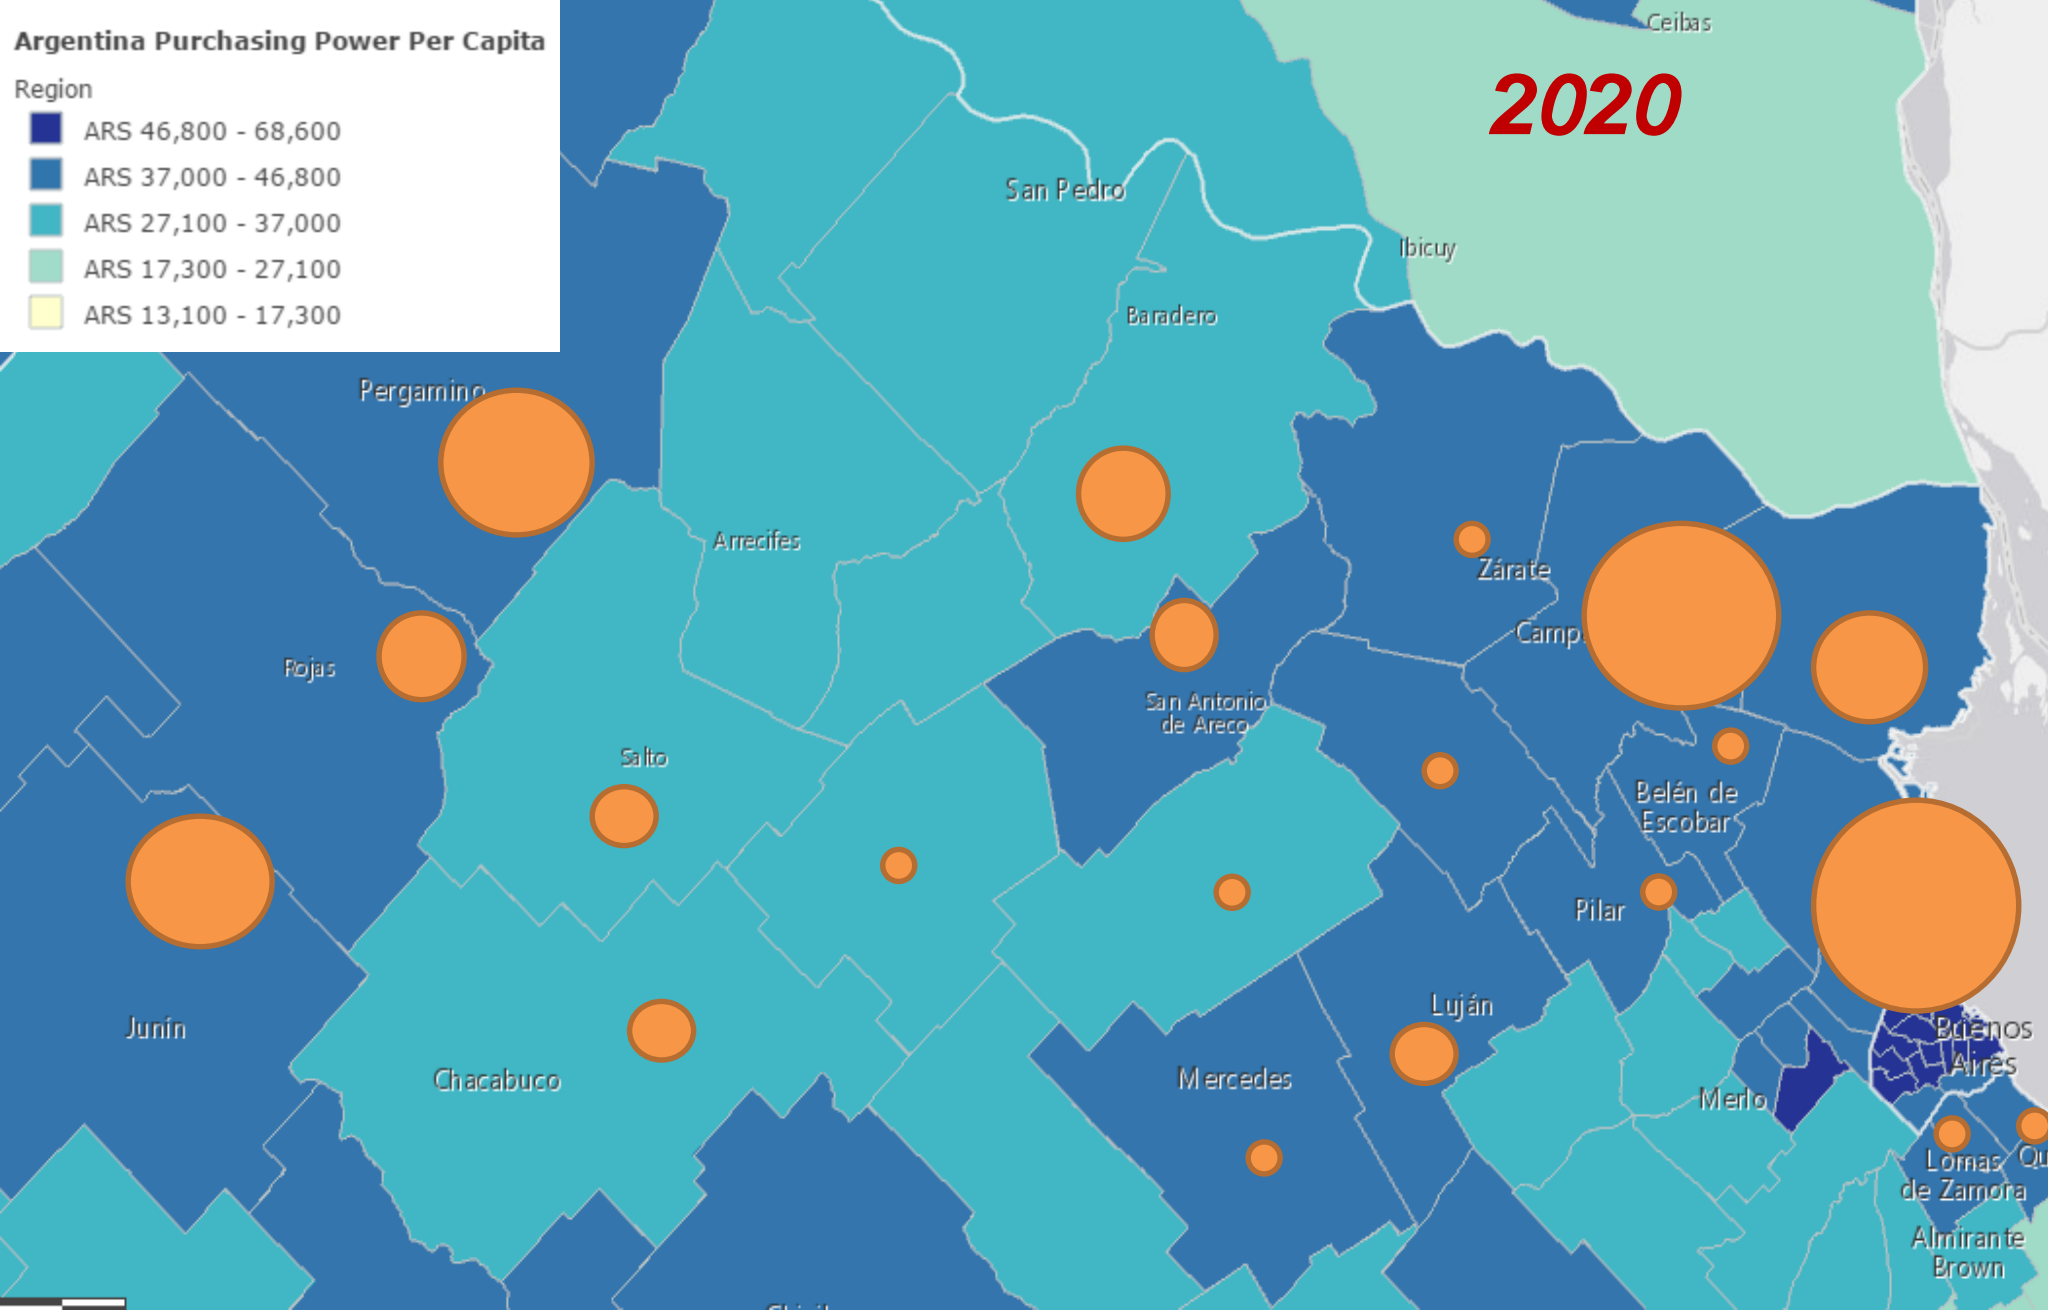 Argentina Purchasing Power Per Capita
Region
ARS 46,800 - 68,600
ARS 37,000 - 46,800
ARS 27,100 - 37,000
ARS 17,300 - 27,100
ARS 13,100 - 17,300
Ceibas
2020
San Pedro
Ibicuy
Baradero
Pergamino
Arrecifes
Zárate
Camp
Rojas
San Antonio
de Areco
Salto
Belén de
Escobar
Pilar
Luján
Junín
Buenos
Aires
Chacabuco
Mercedes
Merlo
Lomas
de Zamora
Qu
Almirante
Brown